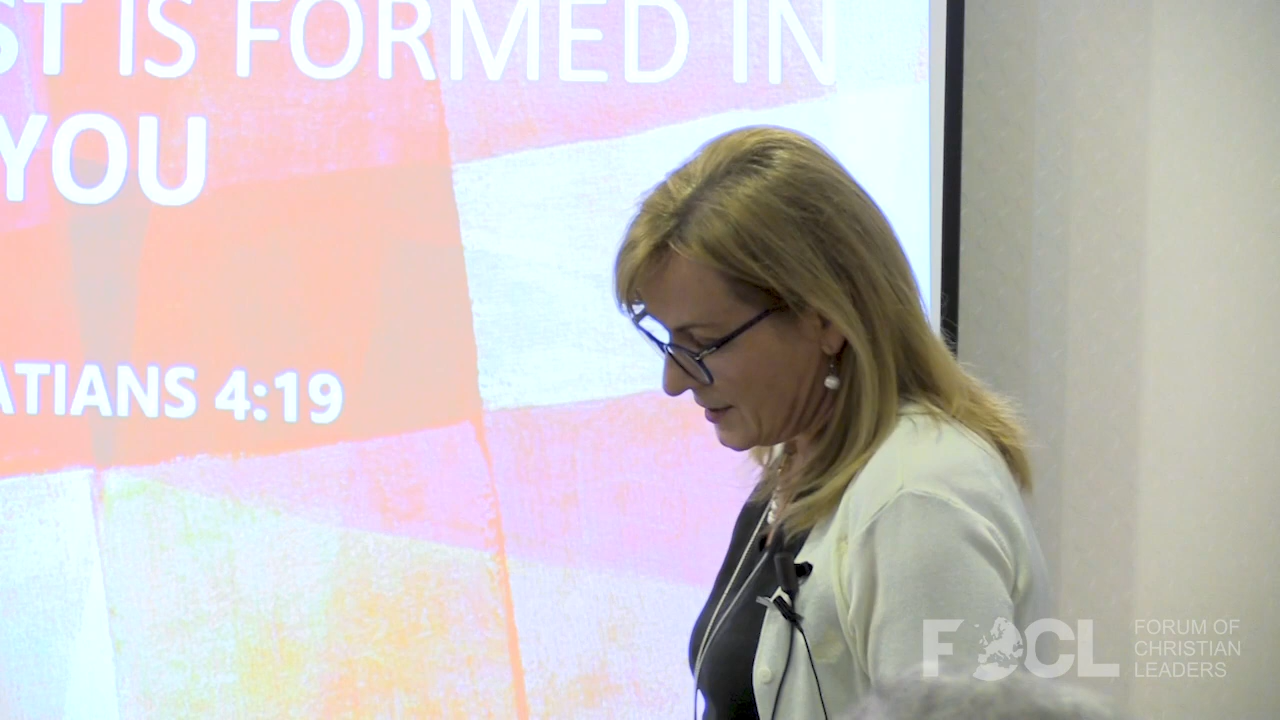 ST IS FORMED IN
YOU
ATIANS 4:19
FOCL
FORUM OF
CHRISTIAN
LEADERS